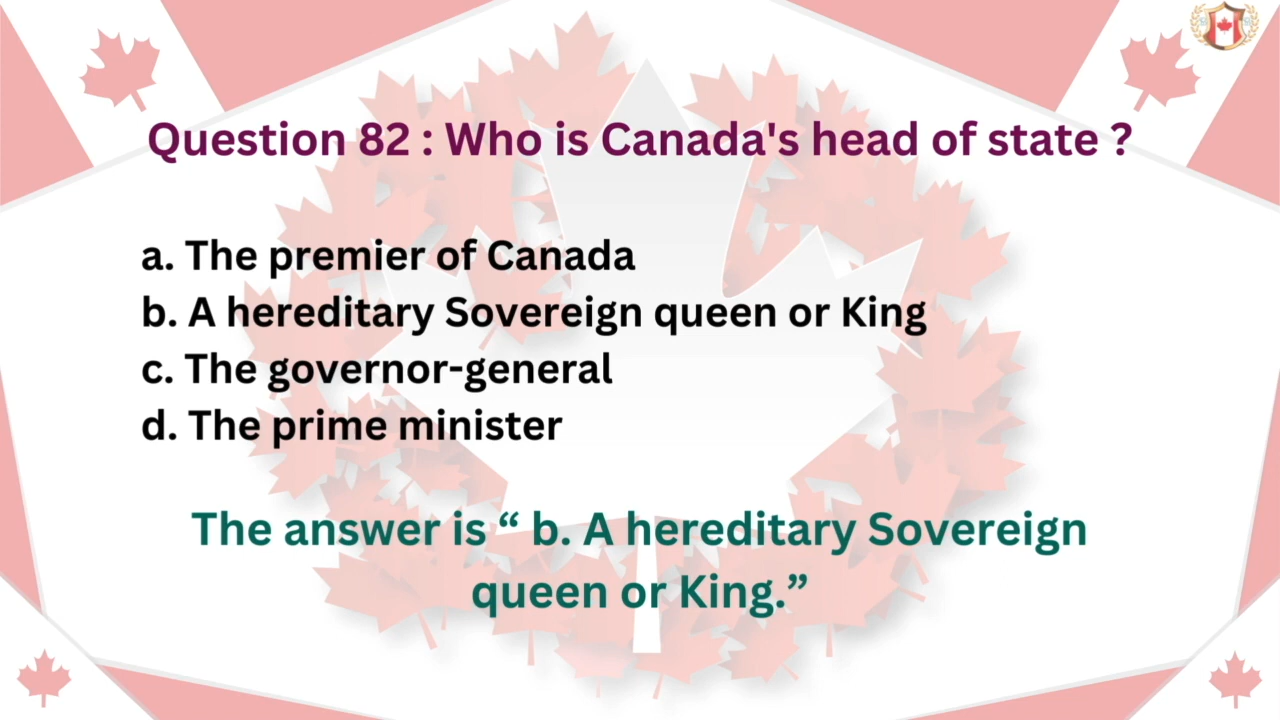 Question 82 : Who is Canada's head of state ?
a. The premier of Canada
b. A hereditary Sovereign queen or King
c. The governor-general
d. The prime minister
The answer is “ b. A hereditary Sovereign
queen or King.”